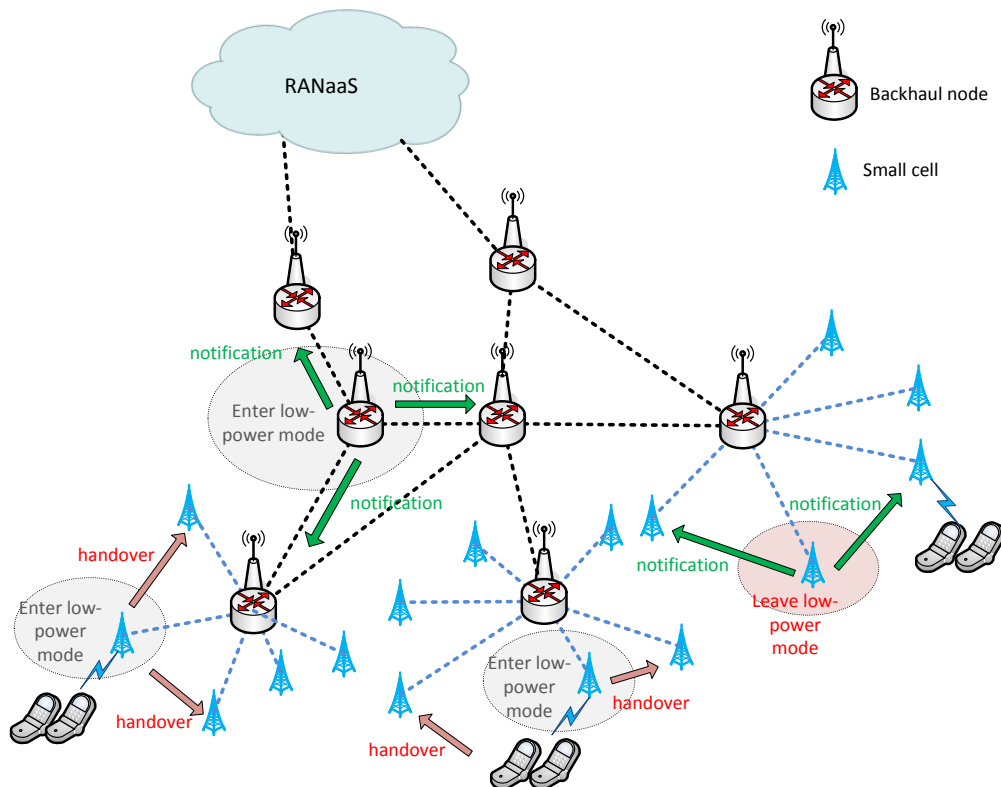 RANaaS
Backhaul node
Small cell
notification
notification
Enter low-
power mode
notification
notification
notification
handover
Enter low-
power
mode
handover
Enter low-
power
mode
handover
handover
Leave low-
power
mode